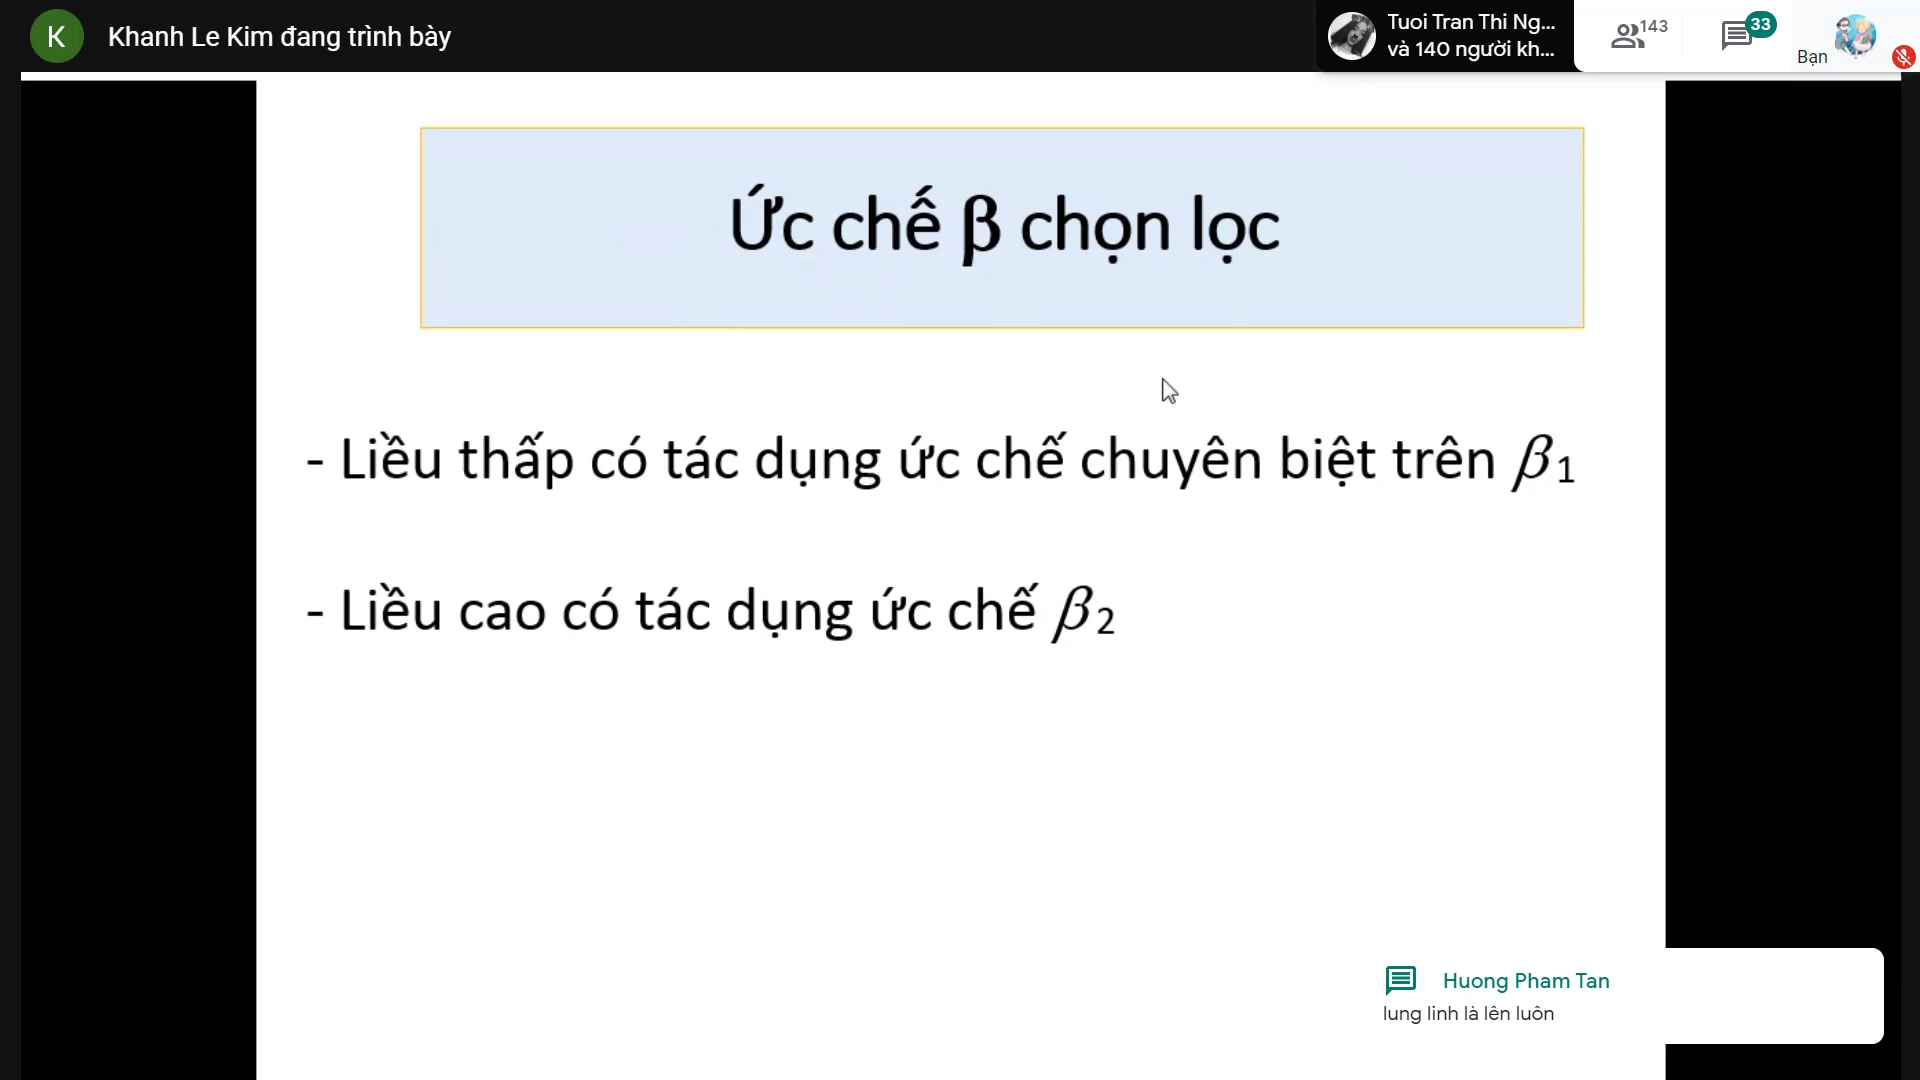 K
Khanh Le Kim đang trình bày
Tuoi Tran Thi Ng...
và 140 người kh...
143
33
Bạn
Ức chế β chọn lọc
- Liều thấp có tác dụng ức chế chuyên biệt trên β₁
- Liều cao có tác dụng ức chế β₂
Huong Pham Tan
lung linh là lên luôn